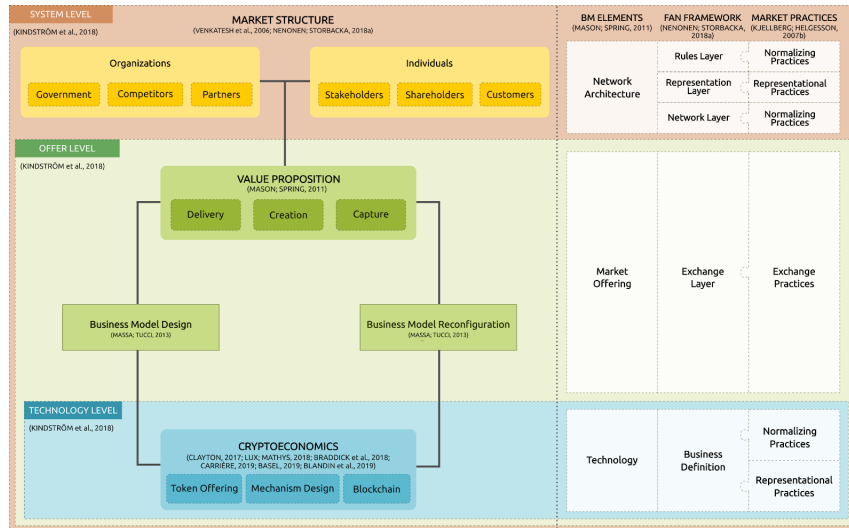 SYSTEM LEVEL
(KINDSTRÖM et al., 2018)
MARKET STRUCTURE
(VENKATESH et al., 2006; NENONEN; STORBACKA, 2018a)
Organizations
Government
Competitors
Partners
Individuals
Stakeholders
Shareholders
Customers
BM ELEMENTS
(MASON; SPRING, 2011)
FAN FRAMEWORK
(NENONEN; STORBACKA,
2018a)
MARKET PRACTICES
(KJELLBERG; HELGESSON,
2007b)
Network
Architecture
Rules Layer
Normalizing
Practices
Representation
Layer
Representational
Practices
Network Layer
Normalizing
Practices
OFFER LEVEL
(KINDSTRÖM et al., 2018)
VALUE PROPOSITION
(MASON; SPRING, 2011)
Delivery
Creation
Capture
Business Model Design
(MASSA; TUCCI, 2013)
Business Model Reconfiguration
(MASSA; TUCCI, 2013)
Market
Offering
Exchange
Layer
Exchange
Practices
TECHNOLOGY LEVEL
(KINDSTRÖM et al., 2018)
CRYPTOECONOMICS
(CLAYTON, 2017; LUX; MATHYS, 2018; BRADDICK et al., 2018;
CARRIÈRE, 2019; BASEL, 2019; BLANDIN et al., 2019)
Token Offering
Mechanism Design
Blockchain
Technology
Business
Definition
Normalizing
Practices
Representational
Practices